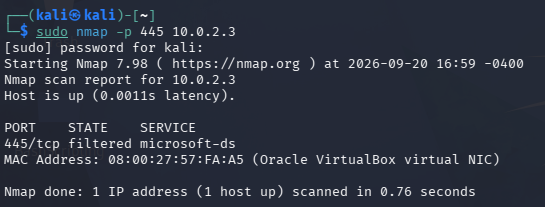 ┌──(kali㉿kali)-[~]
└─$ sudo nmap -p 445 10.0.2.3
[sudo] password for kali:
Starting Nmap 7.98 ( https://nmap.org ) at 2026-09-20 16:59 -0400
Nmap scan report for 10.0.2.3
Host is up (0.0011s latency).

PORT    STATE    SERVICE
445/tcp filtered microsoft-ds
MAC Address: 08:00:27:57:FA:A5 (Oracle VirtualBox virtual NIC)

Nmap done: 1 IP address (1 host up) scanned in 0.76 seconds